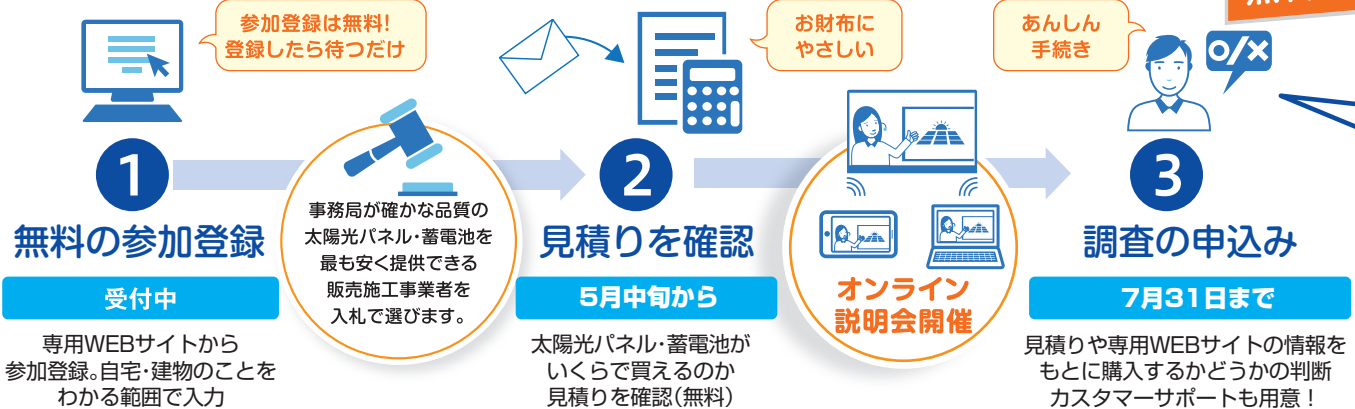 参加登録は無料!
登録したら待つだけ
お財布に
やさしい
あんしん
手続き
o/x
1
無料の参加登録
受付中
専用WEBサイトから
参加登録。自宅・建物のことを
わかる範囲で入力
事務局が確かな品質の
太陽光パネル・蓄電池を
最も安く提供できる
販売施工事業者を
入札で選びます。
2
見積りを確認
5月中旬から
太陽光パネル・蓄電池が
いくらで買えるのか
見積りを確認(無料)
オンライン
説明会開催
3
調査の申込み
7月31日まで
見積りや専用WEBサイトの情報を
もとに購入するかどうかの判断
カスタマーサポートも用意！